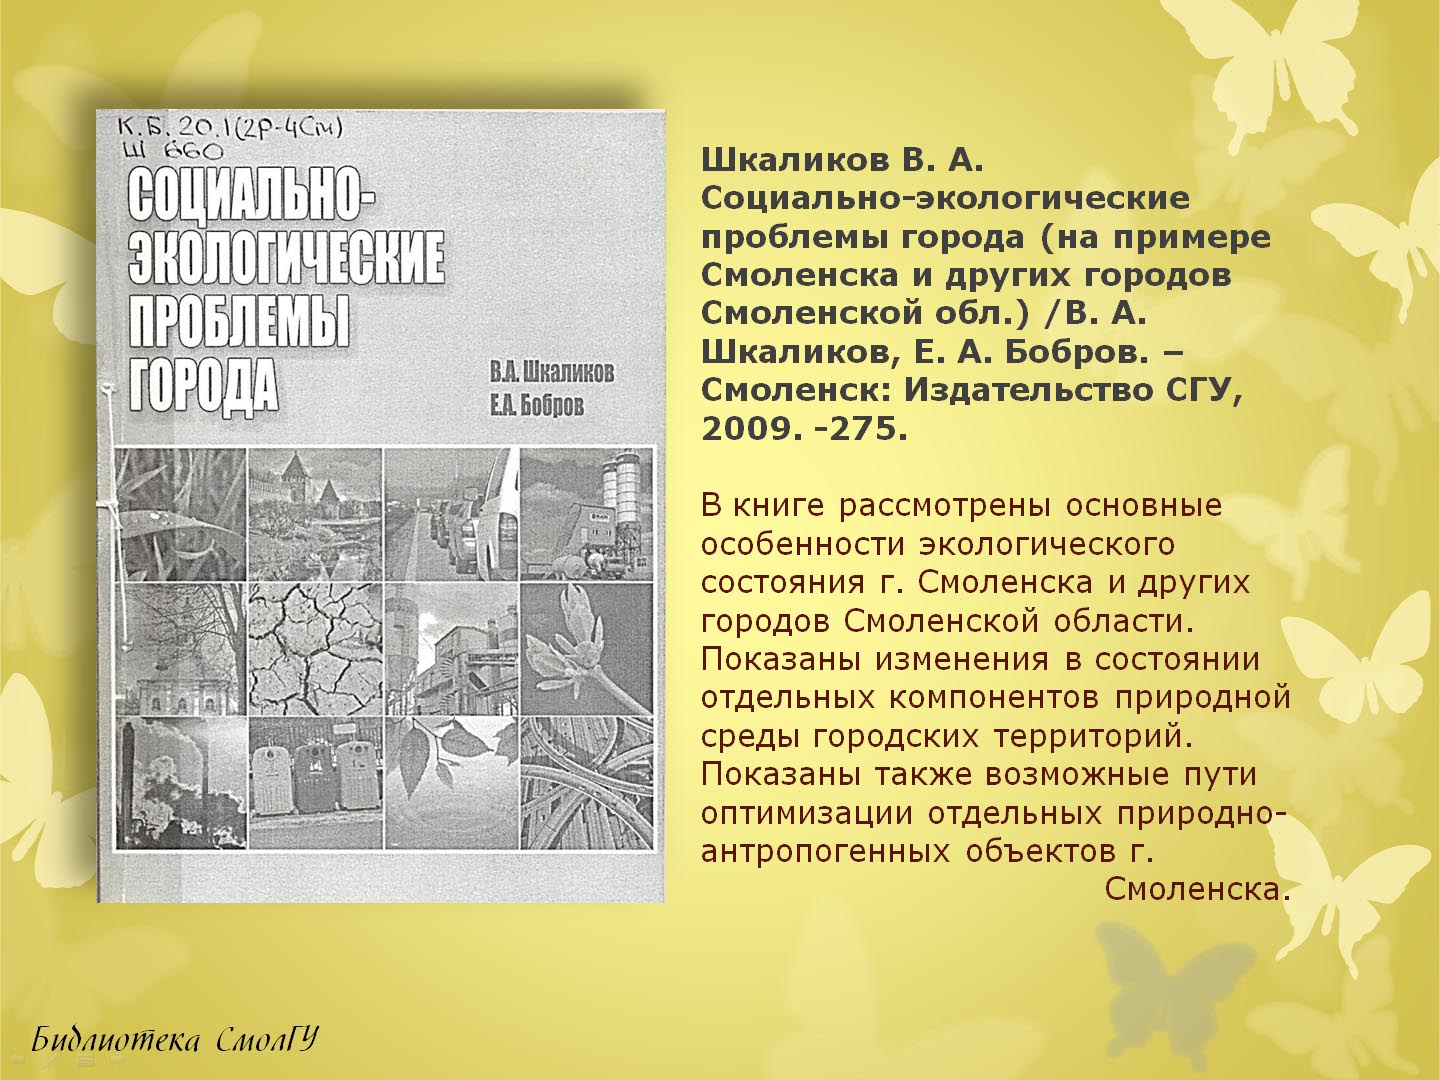 К.Б. 20.1(2Р-4См)
Ш 660
СОЦИАЛЬНО-
ЭКОЛОГИЧЕСКИЕ
ПРОБЛЕМЫ
ГОРОДА
В.А. Шкаликов
Е.А. Бобров
Шкаликов В. А.
Социально-экологические
проблемы города (на примере
Смоленска и других городов
Смоленской обл.) /В. А.
Шкаликов, Е. А. Бобров. –
Смоленск: Издательство СГУ,
2009. -275.
В книге рассмотрены основные
особенности экологического
состояния г. Смоленска и других
городов Смоленской области.
Показаны изменения в состоянии
отдельных компонентов природной
среды городских территорий.
Показаны также возможные пути
оптимизации отдельных природно-
антропогенных объектов г.
Смоленска.
Библиотека СмолГУ